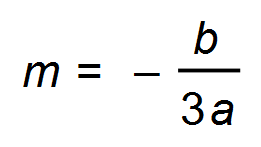 m = − b/3a